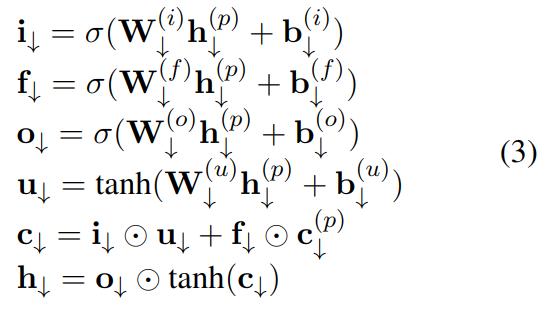 i↓ = σ(W↓^(i) h↓^(p) + b↓^(i))
f↓ = σ(W↓^(f) h↓^(p) + b↓^(f))
o↓ = σ(W↓^(o) h↓^(p) + b↓^(o))
(3)
u↓ = tanh(W↓^(u) h↓^(p) + b↓^(u))
c↓ = i↓ ⊙ u↓ + f↓ ⊙ c↓^(p)
h↓ = o↓ ⊙ tanh(c↓)